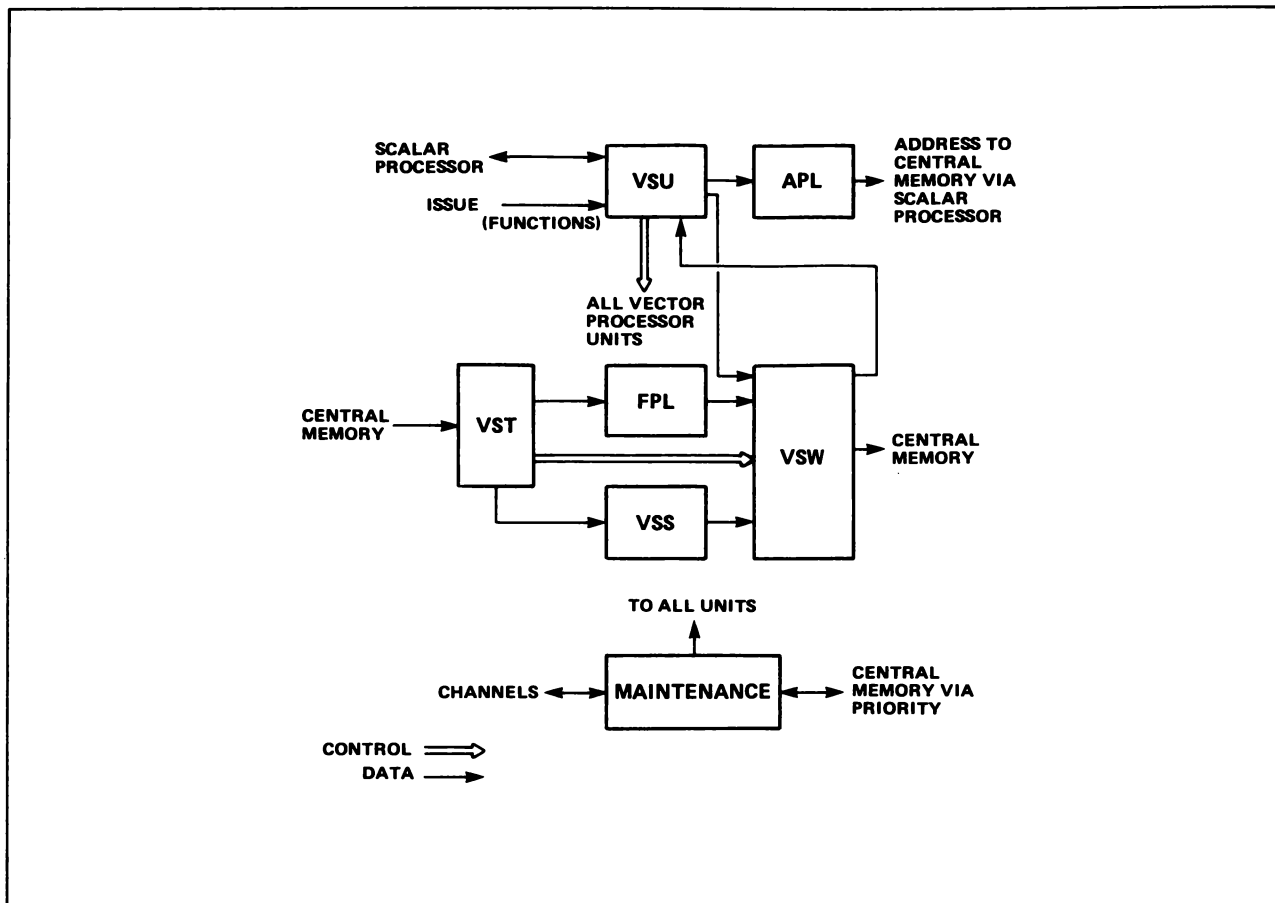 SCALAR
PROCESSOR
ISSUE
(FUNCTIONS)
VSU
APL
ADDRESS TO
CENTRAL
MEMORY VIA
SCALAR
PROCESSOR
ALL VECTOR
PROCESSOR
UNITS
CENTRAL
MEMORY
VST
FPL
VSS
VSW
CENTRAL
MEMORY
TO ALL UNITS
CHANNELS
MAINTENANCE
CENTRAL
MEMORY VIA
PRIORITY
CONTROL
DATA